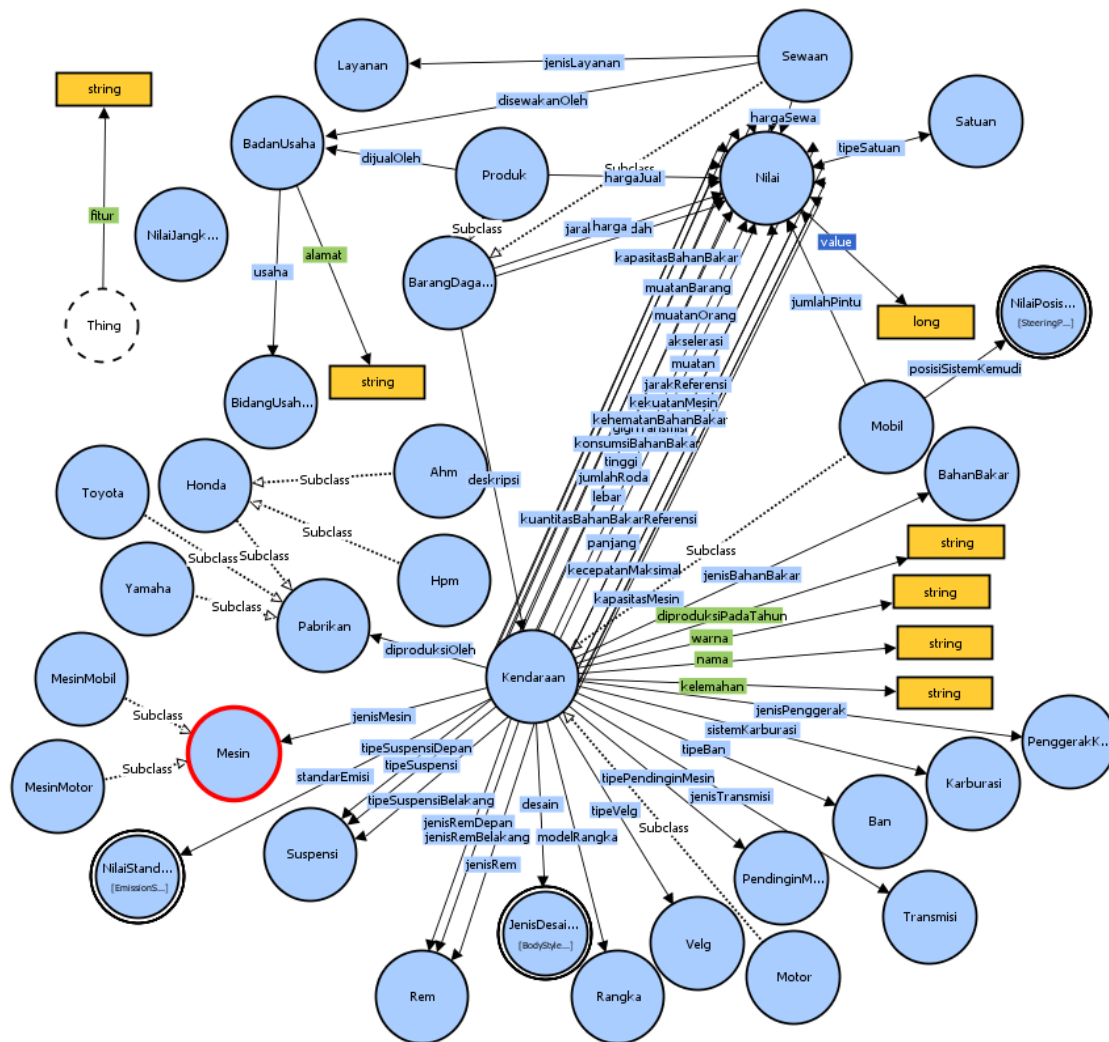 Layanan
jenisLayanan
Sewaan
string
disewakanOleh
hargaSewa
Satuan
BadanUsaha
tipeSatuan
dijualOleh
Produk
Subclass
hargaJual
Nilai
fitur
NilaiJangk...
Subclass
harga
alamat
value
usaha
kapasitasBahanBakar
BarangDaga...
muatanBarang
jumlahPintu
NilaiPosis...
[SteeringP...]
Thing
muatanOrang
long
akselerasi
muatan
posisiSistemKemudi
string
jarakReferensi
BidangUsah...
kekuatanMesin
kehematanBahanBakar
Mobil
konsumsiBahanBakar
Ahm
tinggi
BahanBakar
Toyota
Honda
Subclass
deskripsi
jumlahRoda
lebar
Subclass
kuantitasBahanBakarReferensi
string
panjang
Subclass
Subclass
Subclass
kecepatanMaksimal
jenisBahanBakar
Yamaha
Subclass
Hpm
kapasitasMesin
string
diproduksiPadaTahun
Pabrikan
warna
string
diproduksiOleh
nama
Kendaraan
kelemahan
string
MesinMobil
jenisPenggerak
Subclass
jenisMesin
sistemKarburasi
PenggerakK...
Mesin
tipeSuspensiDepan
tipeBan
tipeSuspensi
Subclass
standarEmisi
tipePendinginMesin
Karburasi
MesinMotor
tipeSuspensiBelakang
desain
tipeVelg
jenisTransmisi
jenisRemDepan
Ban
jenisRemBelakang
modelRangka
Subclass
Suspensi
jenisRem
NilaiStand...
[EmissionS...]
PendinginM...
JenisDesai...
[BodyStyle...
Transmisi
Velg
Motor
Rem
Rangka